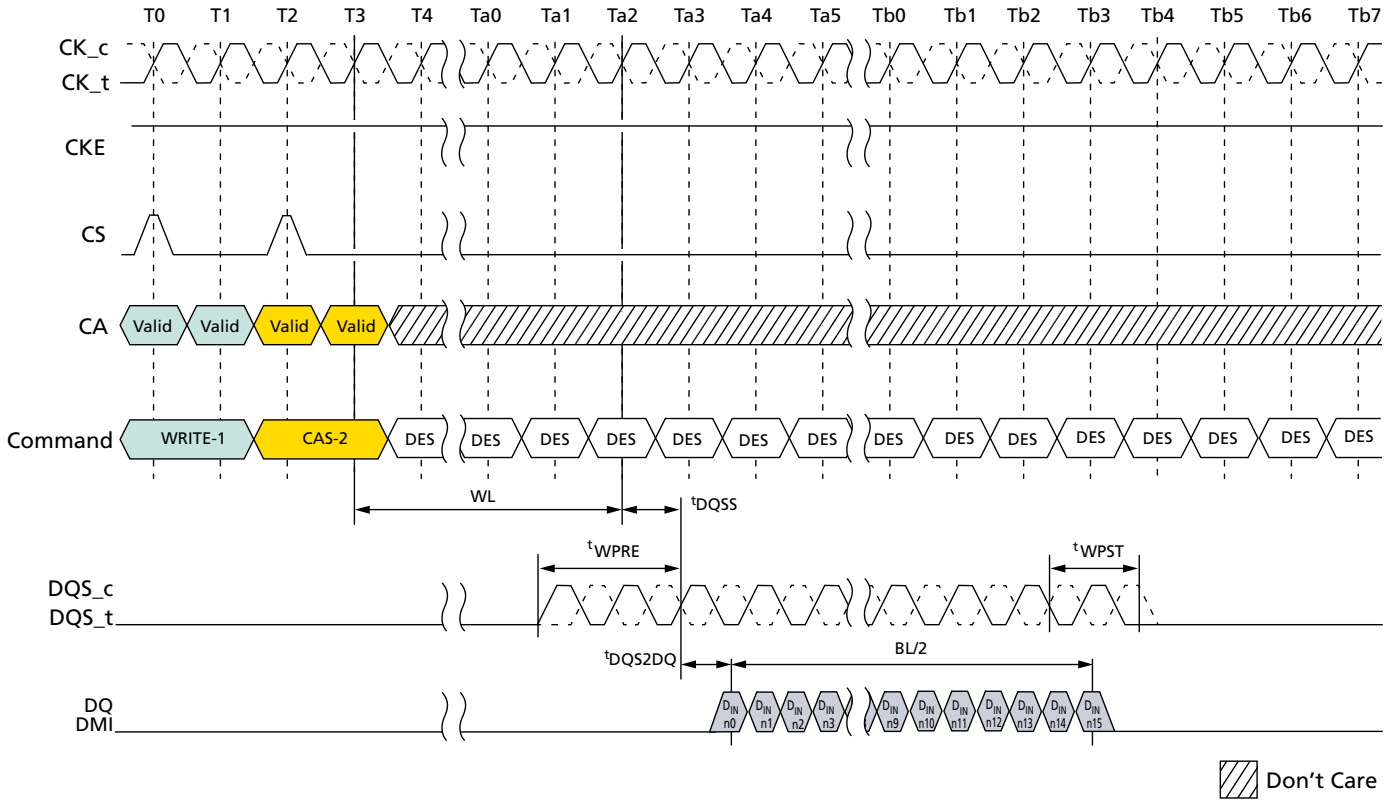 T0 T1 T2 T3 T4 Ta0 Ta1 Ta2 Ta3 Ta4 Ta5 Tb0 Tb1 Tb2 Tb3 Tb4 Tb5 Tb6 Tb7
CK_c
CK_t
CKE
CS
CA Valid Valid Valid Valid
Command WRITE-1 CAS-2 DES DES DES DES DES DES DES DES DES DES DES DES DES DES DES
WL tDQSS
tWPRE tWPST
DQS_c
DQS_t
tDQS2DQ BL/2
DQ
DMI
DIN n0 DIN n1 DIN n2 DIN n3 DIN n9 DIN n10 DIN n11 DIN n12 DIN n13 DIN n14 DIN n15
Don't Care